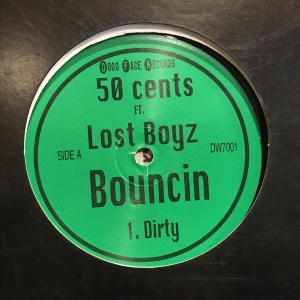 Dogg Face Records
50 cents
FT.
Lost Boyz
SIDE A
DW7001
Bouncin
1. Dirty